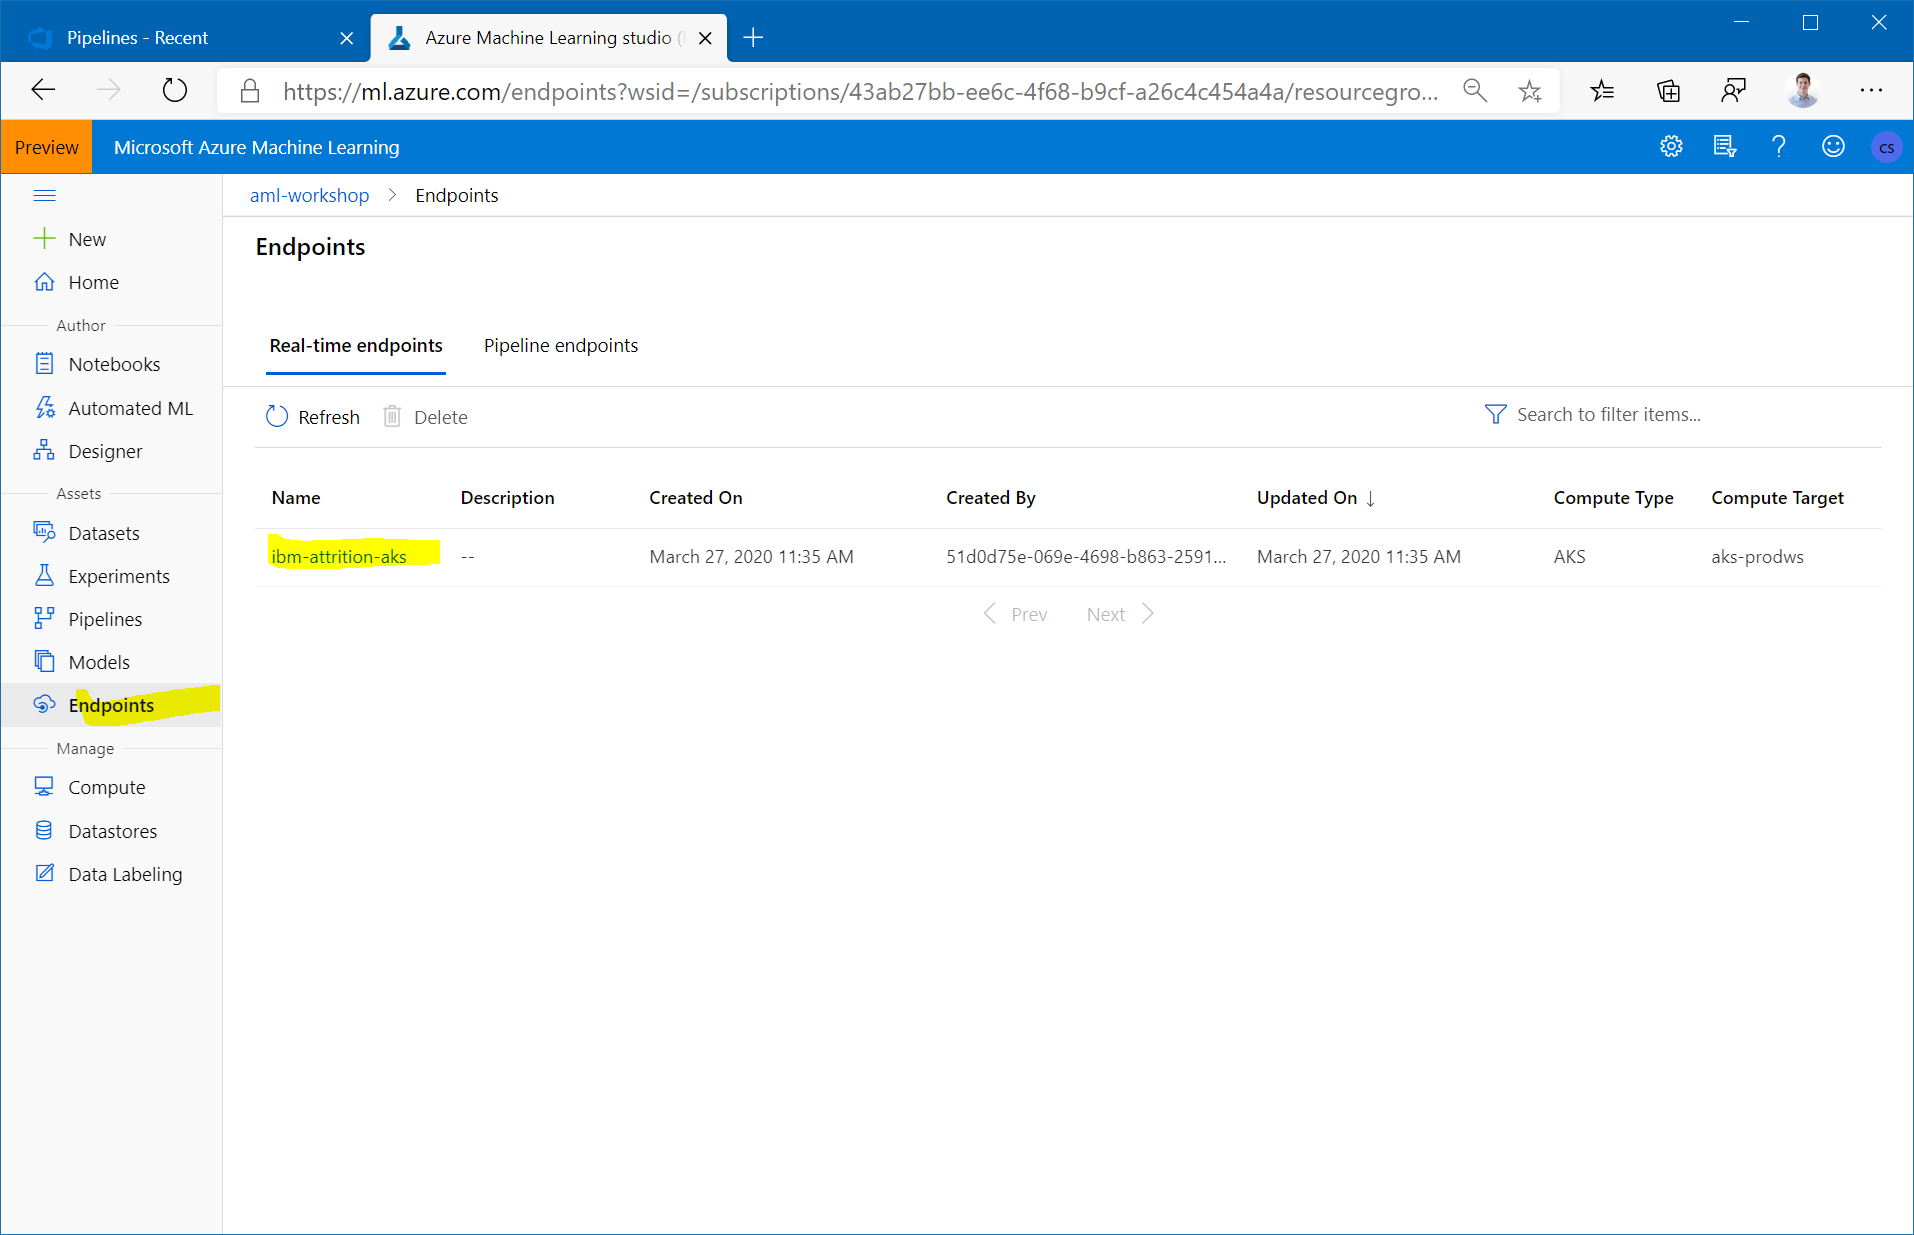 Pipelines - Recent
Azure Machine Learning studio (
https://ml.azure.com/endpoints?wsid=/subscriptions/43ab27bb-ee6c-4f68-b9cf-a26c4c454a4a/resourcegro...
Preview Microsoft Azure Machine Learning
CS
aml-workshop > Endpoints
New
Home
Author
Notebooks
Automated ML
Designer
Assets
Datasets
Experiments
Pipelines
Models
Endpoints
Manage
Compute
Datastores
Data Labeling
Endpoints
Real-time endpoints Pipeline endpoints
Refresh Delete Search to filter items...
Name Description Created On Created By Updated On ↓ Compute Type Compute Target
ibm-attrition-aks -- March 27, 2020 11:35 AM 51d0d75e-069e-4698-b863-2591... March 27, 2020 11:35 AM AKS aks-prodws
< Prev Next >